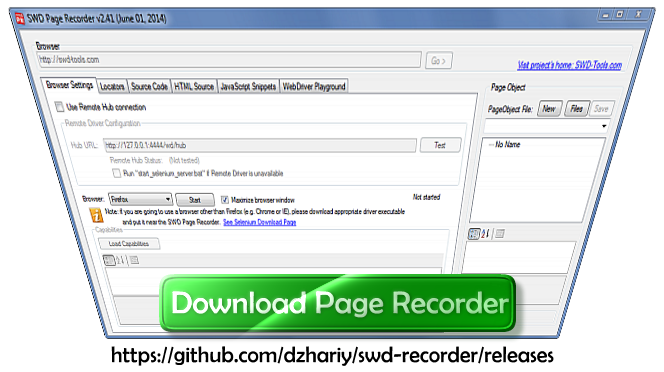 SWD Page Recorder v2.41 (June 01, 2014)
Browser
http://swd-tools.com
Go >
Visit project's home: SWD-Tools.com
Browser Settings Locators Source Code HTML Source JavaScript Snippets WebDriver Playground
Page Object
Use Remote Hub connection
PageObject File: New Files Save
Remote Driver Configuration
Hub URL: http://127.0.0.1:4444/wd/hub Test
No Name
Remote Hub Status: (Not tested)
Run "start_selenium_server.bat" if Remote Driver is unavailable
Browser: Firefox Start Maximize browser window Not started
Note: if you are going to use a browser other than Firefox (e.g. Chrome or IE), please download appropriate driver executable
and put it near the SWD Page Recorder. See Selenium Download Page
Capabilities
Load Capabilities
Download Page Recorder
https://github.com/dzhariy/swd-recorder/releases